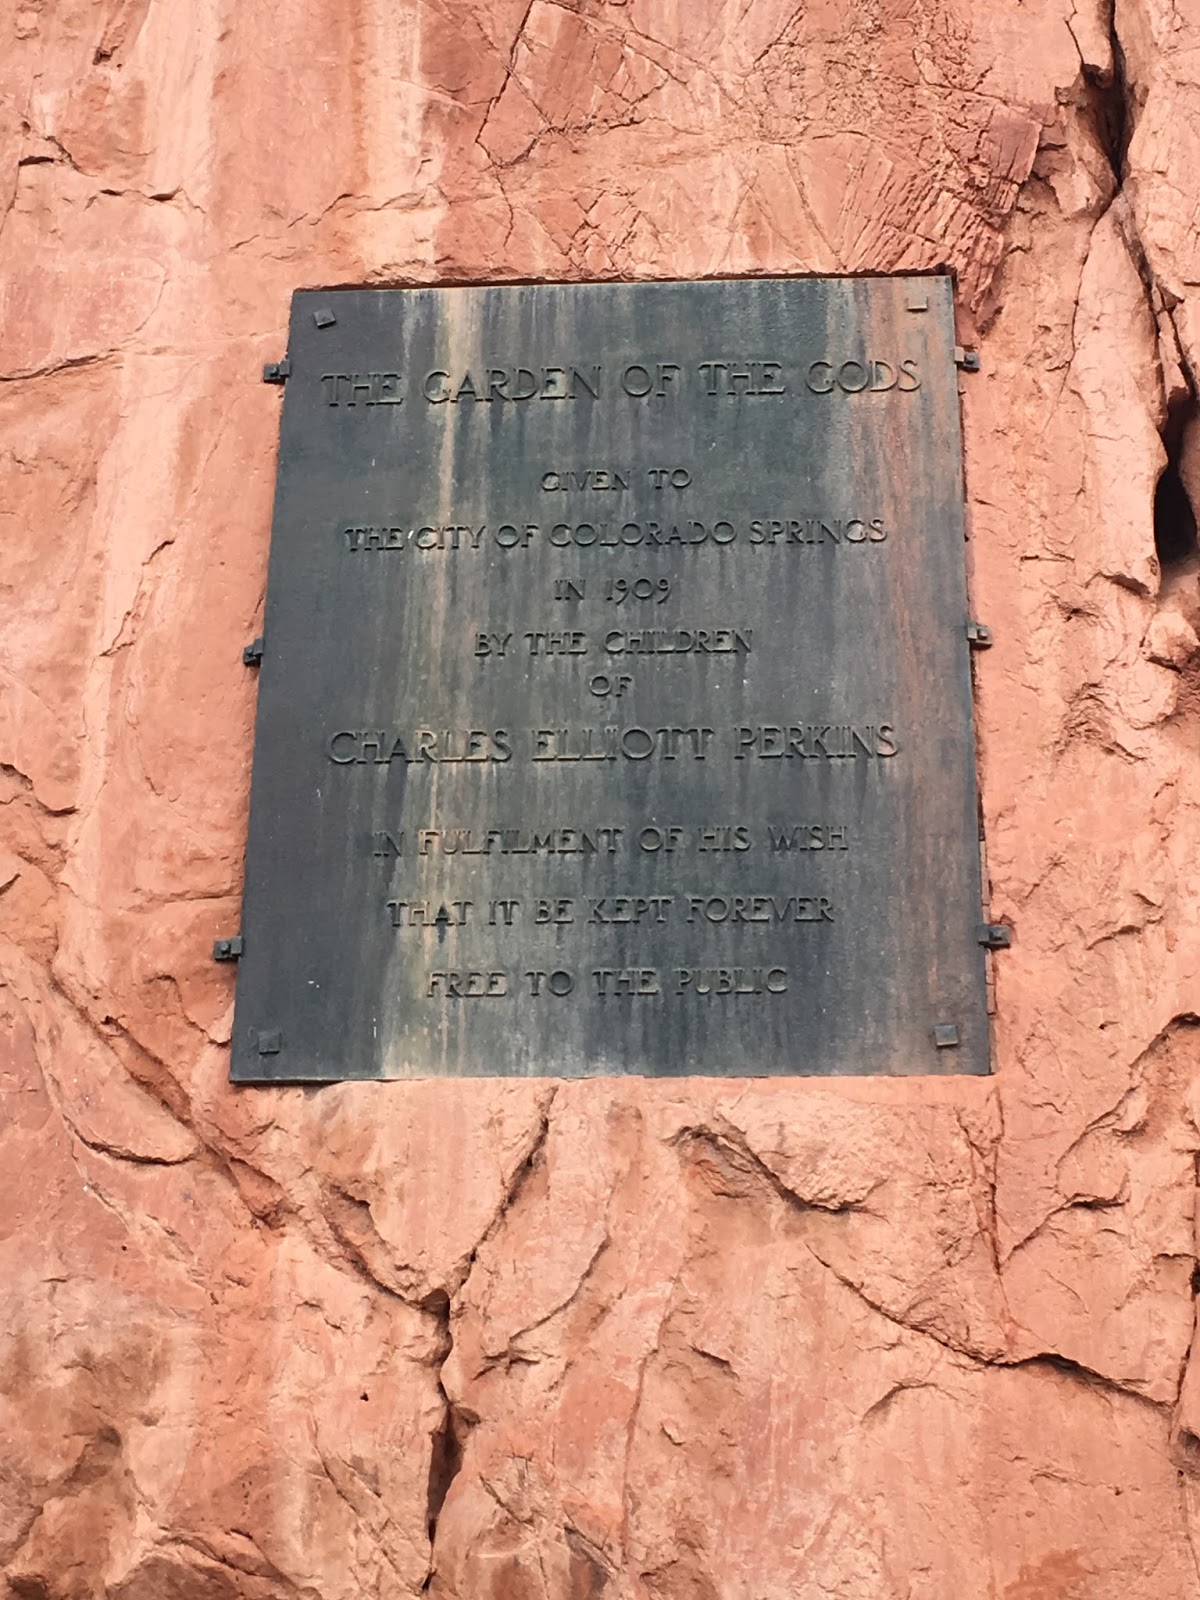 THE GARDEN OF THE GODS
GIVEN TO
THE CITY OF COLORADO SPRINGS
IN 1909
BY THE CHILDREN
OF
CHARLES ELLIOTT PERKINS
IN FULFILMENT OF HIS WISH
THAT IT BE KEPT FOREVER
FREE TO THE PUBLIC